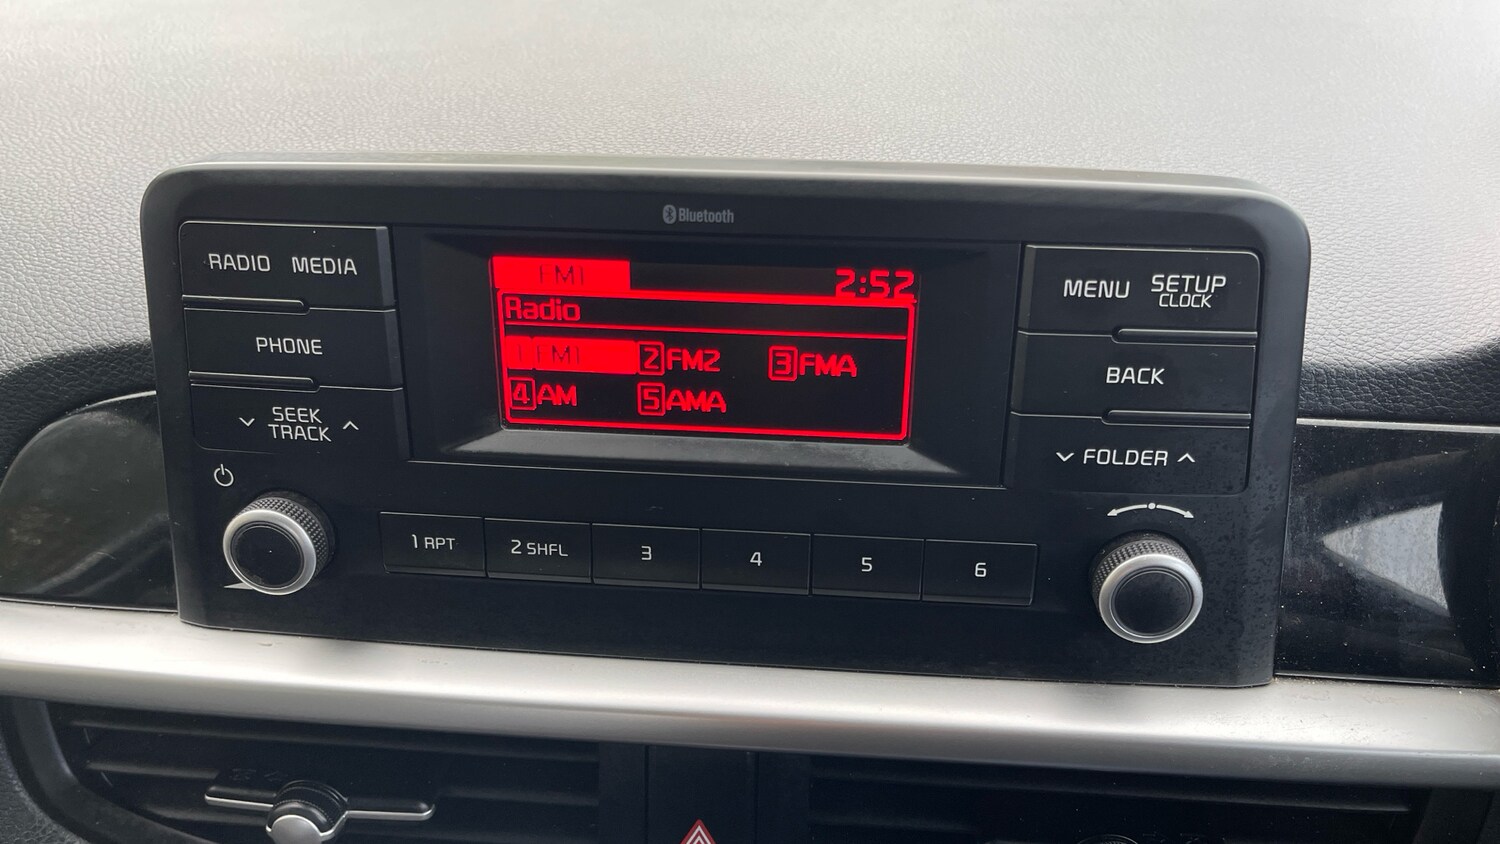 Bluetooth
RADIO MEDIA
PHONE
SEEK
TRACK
FM1 2:52
Radio
1 FM1 2 FM2 3 FMA
4 AM 5 AMA
MENU SETUP
CLOCK
BACK
FOLDER
1 RPT 2 SHFL 3 4 5 6